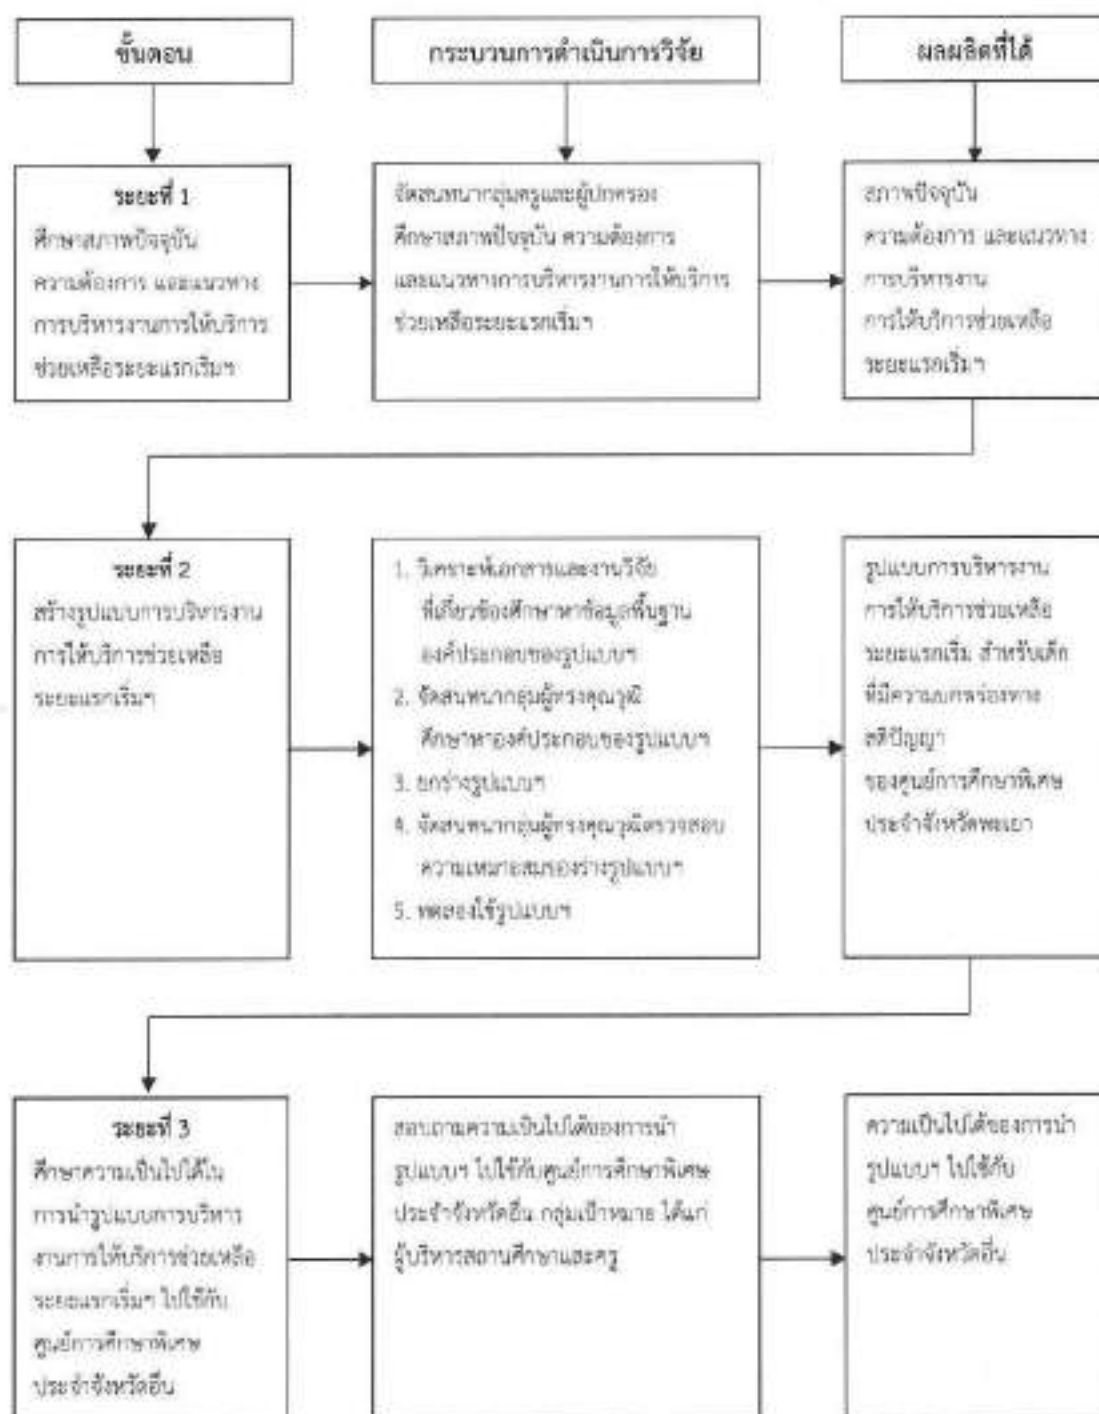 ขั้นตอน
กระบวนการดำเนินการวิจัย
ผลผลิตที่ได้
ระยะที่ 1
ศึกษาสภาพปัจจุบัน
ความต้องการ และแนวทาง
การบริหารงานการให้บริการ
ช่วยเหลือระยะแรกเริ่มฯ
จัดสนทนากลุ่มครูและผู้ปกครอง
ศึกษาสภาพปัจจุบัน ความต้องการ
และแนวทางการบริหารงานการให้บริการ
ช่วยเหลือระยะแรกเริ่มฯ
สภาพปัจจุบัน
ความต้องการ และแนวทาง
การบริหารงาน
การให้บริการช่วยเหลือ
ระยะแรกเริ่มฯ
ระยะที่ 2
สร้างรูปแบบการบริหารงาน
การให้บริการช่วยเหลือ
ระยะแรกเริ่มฯ
1. วิเคราะห์เอกสารและงานวิจัย
ที่เกี่ยวข้องศึกษาหาข้อมูลพื้นฐาน
องค์ประกอบของรูปแบบฯ
2. จัดสนทนากลุ่มผู้ทรงคุณวุฒิ
ศึกษาหาองค์ประกอบของรูปแบบฯ
3. ยกร่างรูปแบบฯ
4. จัดสนทนากลุ่มผู้ทรงคุณวุฒิตรวจสอบ
ความเหมาะสมของร่างรูปแบบฯ
5. ทดลองใช้รูปแบบฯ
รูปแบบการบริหารงาน
การให้บริการช่วยเหลือ
ระยะแรกเริ่ม สำหรับเด็ก
ที่มีความบกพร่องทาง
สติปัญญา
ของศูนย์การศึกษาพิเศษ
ประจำจังหวัดพะเยา
ระยะที่ 3
ศึกษาความเป็นไปได้ใน
การนำรูปแบบการบริหาร
งานการให้บริการช่วยเหลือ
ระยะแรกเริ่มฯ ไปใช้กับ
ศูนย์การศึกษาพิเศษ
ประจำจังหวัดอื่น
สอบถามความเป็นไปได้ของการนำ
รูปแบบฯ ไปใช้กับศูนย์การศึกษาพิเศษ
ประจำจังหวัดอื่น กลุ่มเป้าหมาย ได้แก่
ผู้บริหารสถานศึกษาและครู
ความเป็นไปได้ของการนำ
รูปแบบฯ ไปใช้กับ
ศูนย์การศึกษาพิเศษ
ประจำจังหวัดอื่น